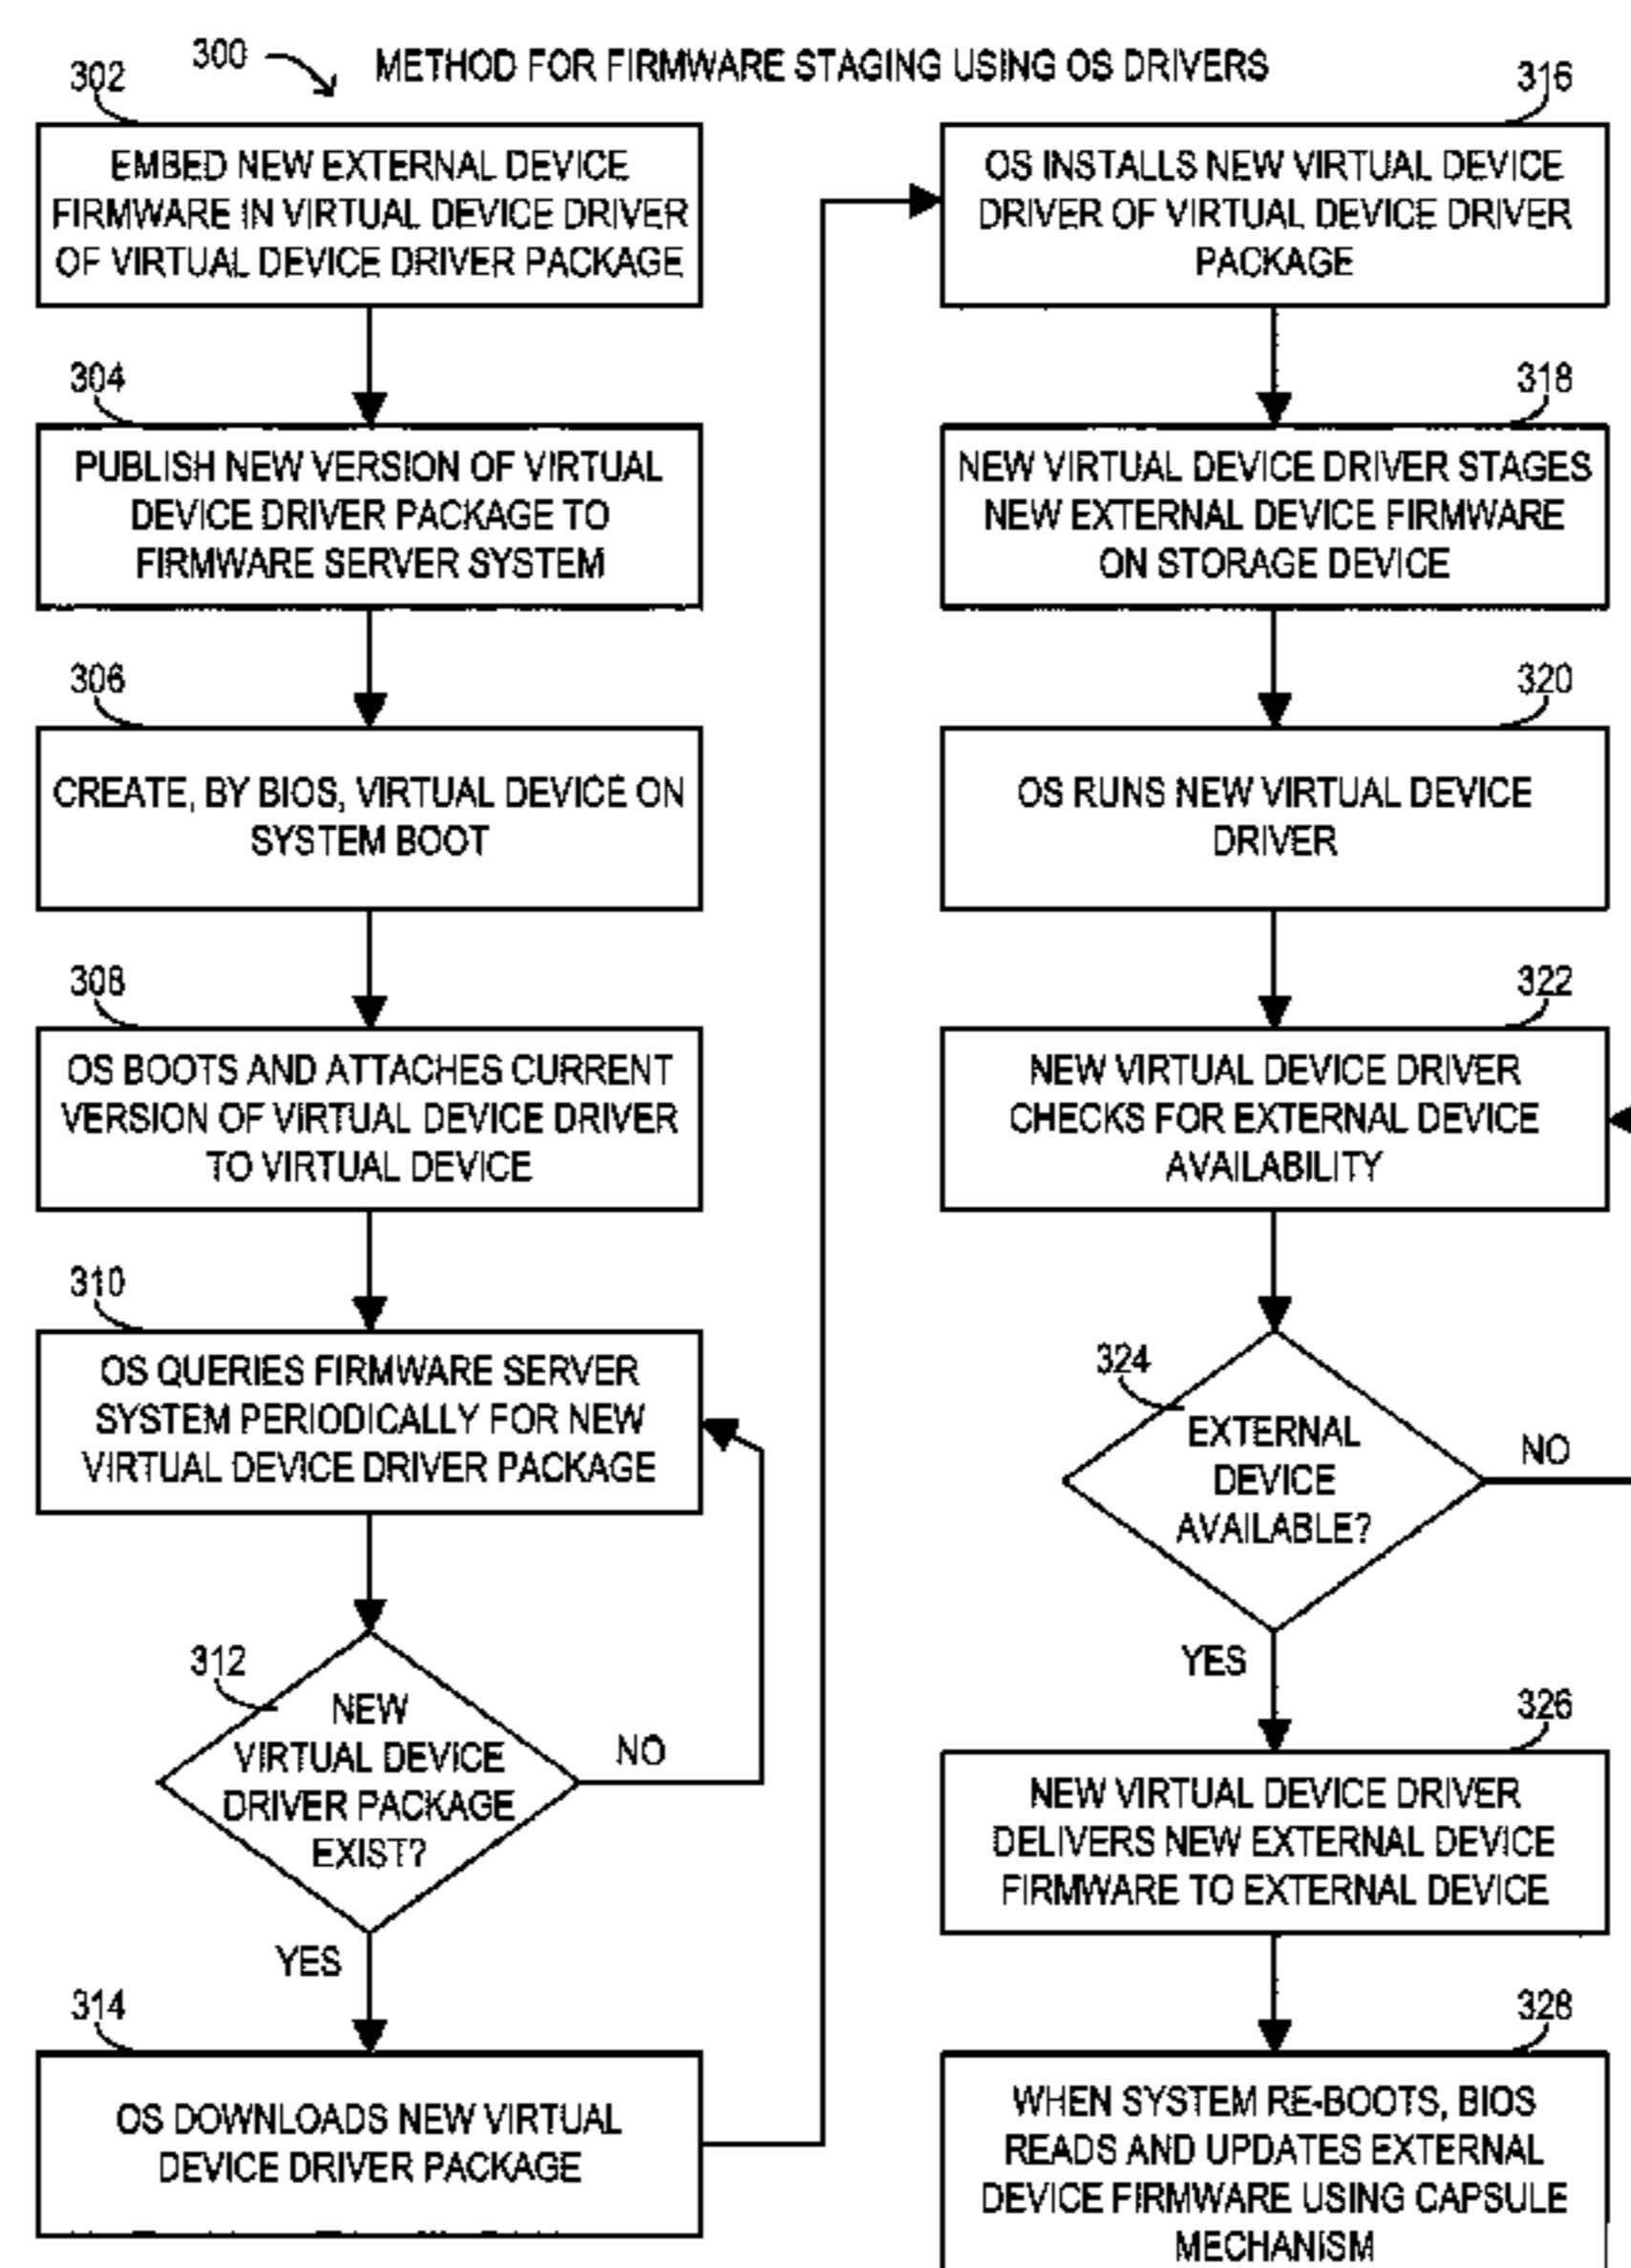 300
METHOD FOR FIRMWARE STAGING USING OS DRIVERS
302
EMBED NEW EXTERNAL DEVICE
FIRMWARE IN VIRTUAL DEVICE DRIVER
OF VIRTUAL DEVICE DRIVER PACKAGE
304
PUBLISH NEW VERSION OF VIRTUAL
DEVICE DRIVER PACKAGE TO
FIRMWARE SERVER SYSTEM
306
CREATE, BY BIOS, VIRTUAL DEVICE ON
SYSTEM BOOT
308
OS BOOTS AND ATTACHES CURRENT
VERSION OF VIRTUAL DEVICE DRIVER
TO VIRTUAL DEVICE
310
OS QUERIES FIRMWARE SERVER
SYSTEM PERIODICALLY FOR NEW
VIRTUAL DEVICE DRIVER PACKAGE
312
NEW
VIRTUAL DEVICE
DRIVER PACKAGE
EXIST?
NO
YES
314
OS DOWNLOADS NEW VIRTUAL
DEVICE DRIVER PACKAGE
316
OS INSTALLS NEW VIRTUAL DEVICE
DRIVER OF VIRTUAL DEVICE DRIVER
PACKAGE
318
NEW VIRTUAL DEVICE DRIVER STAGES
NEW EXTERNAL DEVICE FIRMWARE
ON STORAGE DEVICE
320
OS RUNS NEW VIRTUAL DEVICE
DRIVER
322
NEW VIRTUAL DEVICE DRIVER
CHECKS FOR EXTERNAL DEVICE
AVAILABILITY
324
EXTERNAL
DEVICE
AVAILABLE?
NO
YES
326
NEW VIRTUAL DEVICE DRIVER
DELIVERS NEW EXTERNAL DEVICE
FIRMWARE TO EXTERNAL DEVICE
328
WHEN SYSTEM RE-BOOTS, BIOS
READS AND UPDATES EXTERNAL
DEVICE FIRMWARE USING CAPSULE
MECHANISM